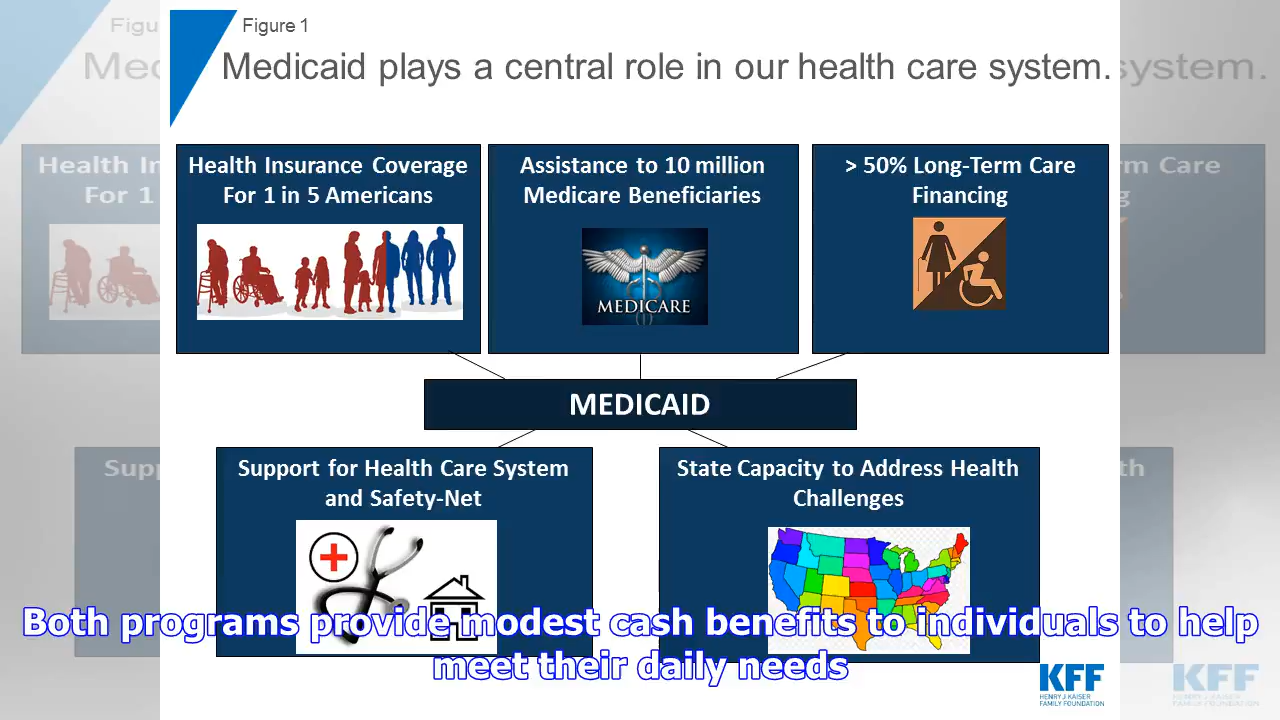 Figure 1
Medicaid plays a central role in our health care system.
Health Insurance Coverage
For 1 in 5 Americans
Assistance to 10 million
Medicare Beneficiaries
MEDICARE
> 50% Long-Term Care
Financing
MEDICAID
Support for Health Care System
and Safety-Net
State Capacity to Address Health
Challenges
Both programs provide modest cash benefits to individuals to help
meet their daily needs
KFF
HENRY J KAISER
FAMILY FOUNDATION